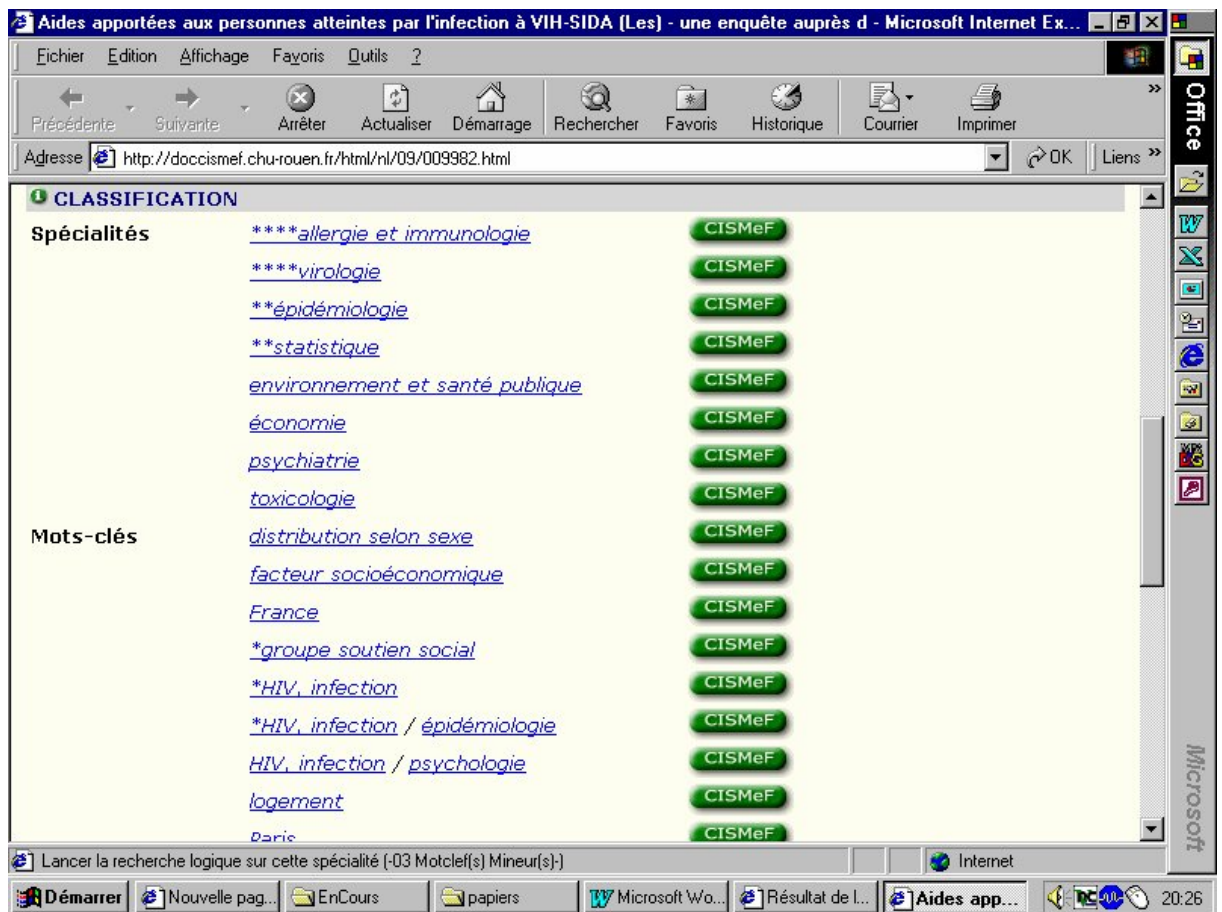 Aides apportées aux personnes atteintes par l'infection à VIH-SIDA (Les) - une enquête auprès d - Microsoft Internet Ex...
Fichier Edition Affichage Favoris Outils ?
Précédente Suivante Arrêter Actualiser Démarrage Rechercher Favoris Historique Courrier Imprimer »
Adresse http://doccismef.chu-rouen.fr/html/nl/09/009982.html OK Liens »
Office
CLASSIFICATION
Spécialités ****allergie et immunologie CISMeF
****virologie CISMeF
**épidémiologie CISMeF
**statistique CISMeF
environnement et santé publique CISMeF
économie CISMeF
psychiatrie CISMeF
toxicologie CISMeF
Mots-clés distribution selon sexe CISMeF
facteur socioéconomique CISMeF
France CISMeF
*groupe soutien social CISMeF
*HIV, infection CISMeF
*HIV, infection / épidémiologie CISMeF
HIV, infection / psychologie CISMeF
logement CISMeF
Paris CISMeF
Microsoft
Lancer la recherche logique sur cette spécialité (-03 Motclef(s) Mineur(s)-) Internet
Démarrer Nouvelle pag... EnCours papiers Microsoft Wo... Résultat de l... Aides app... 20:26